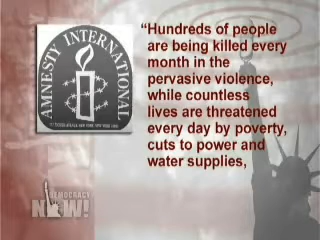 AMNESTY INTERNATIONAL
“Hundreds of people
are being killed every
month in the
pervasive violence,
while countless
lives are threatened
every day by poverty,
cuts to power and
water supplies,
DEMOCRACY
NOW!